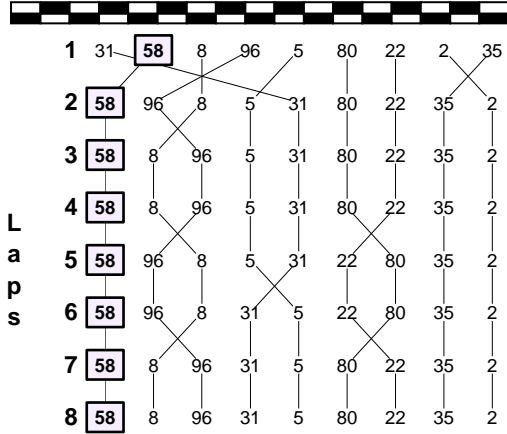 1 31 58 8 96 5 80 22 2 35
2 58 96 8 5 31 80 22 35 2
3 58 8 96 5 31 80 22 35 2
4 58 8 96 5 31 80 22 35 2
5 58 96 8 5 31 22 80 35 2
6 58 96 8 31 5 22 80 35 2
7 58 8 96 31 5 80 22 35 2
8 58 8 96 31 5 80 22 35 2
Laps